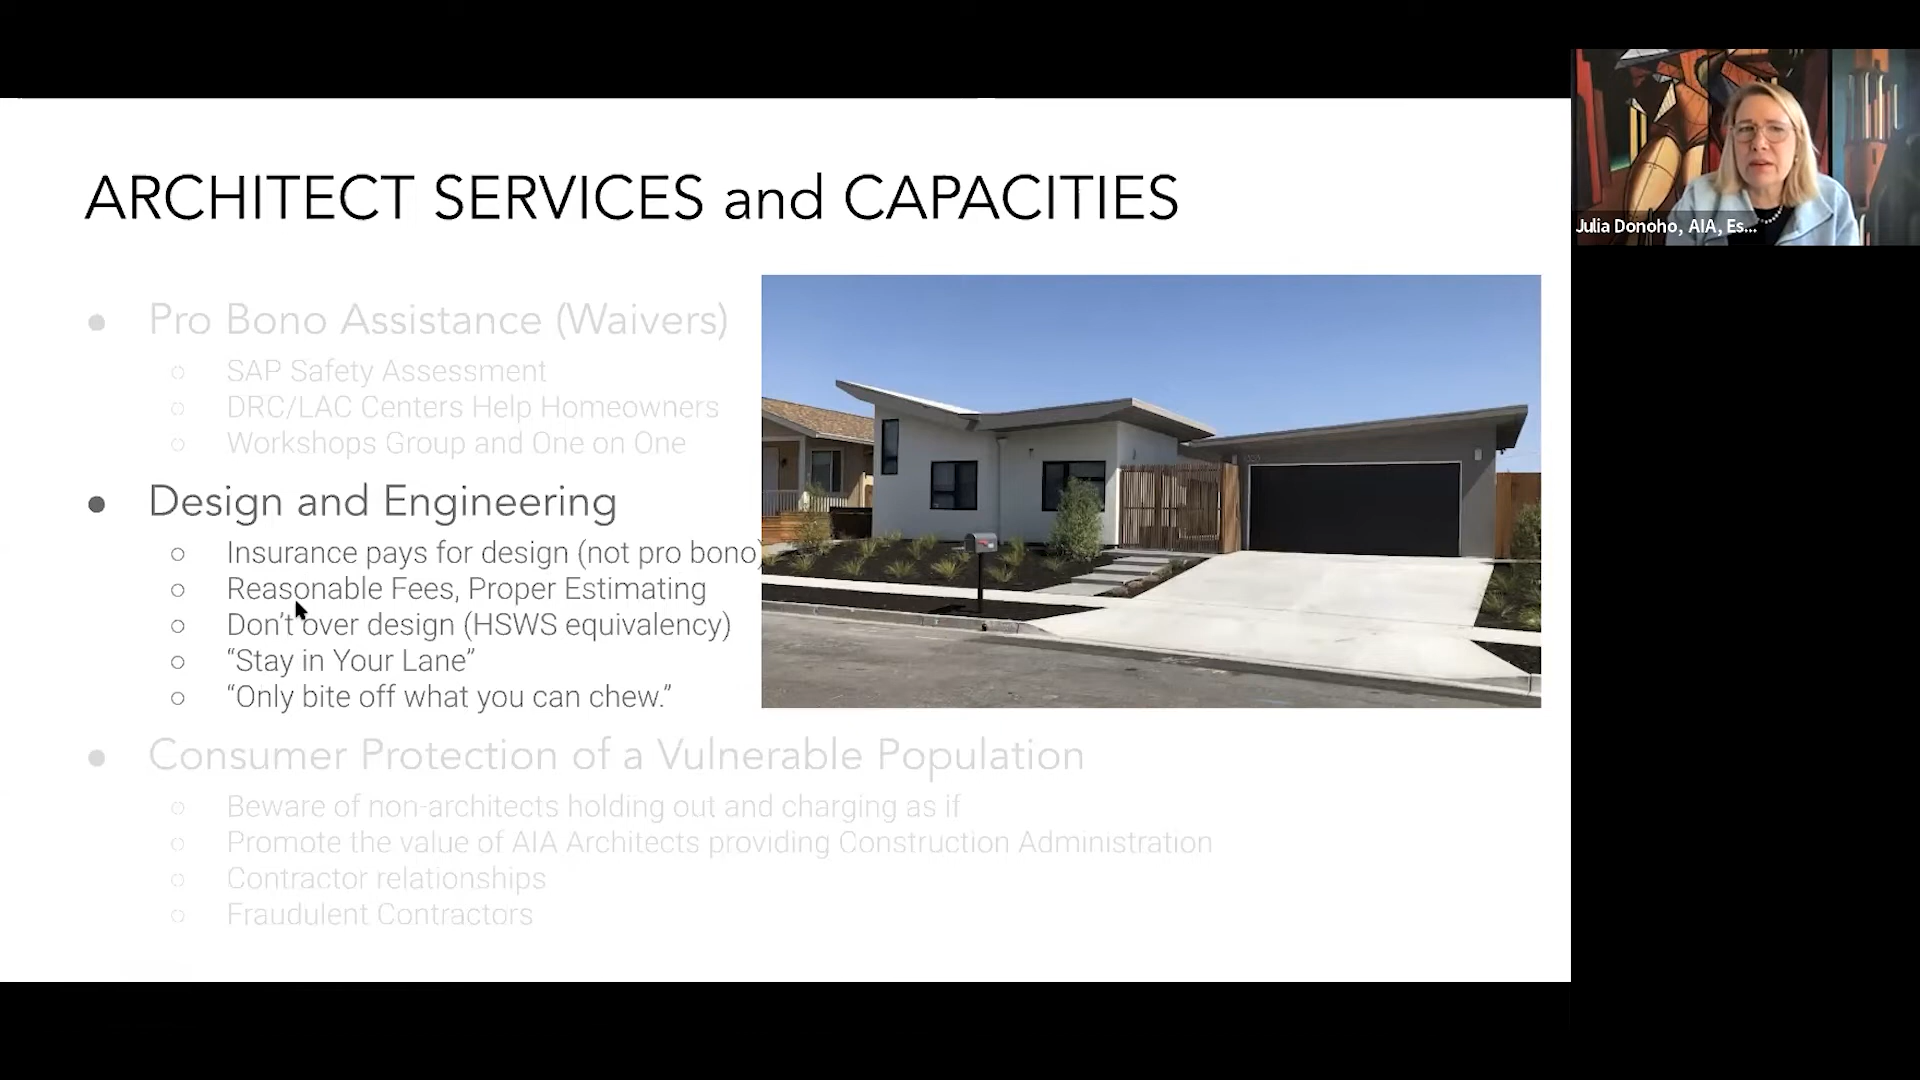 ARCHITECT SERVICES and CAPACITIES
Julia Donoho, AIA, Es...
Pro Bono Assistance (Waivers)
SAP Safety Assessment
DRC/LAC Centers Help Homeowners
Workshops Group and One on One
Design and Engineering
Insurance pays for design (not pro bono)
Reasonable Fees, Proper Estimating
Don't over design (HSWS equivalency)
“Stay in Your Lane”
“Only bite off what you can chew.”
Consumer Protection of a Vulnerable Population
Beware of non-architects holding out and charging as if
Promote the value of AIA Architects providing Construction Administration
Contractor relationships
Fraudulent Contractors